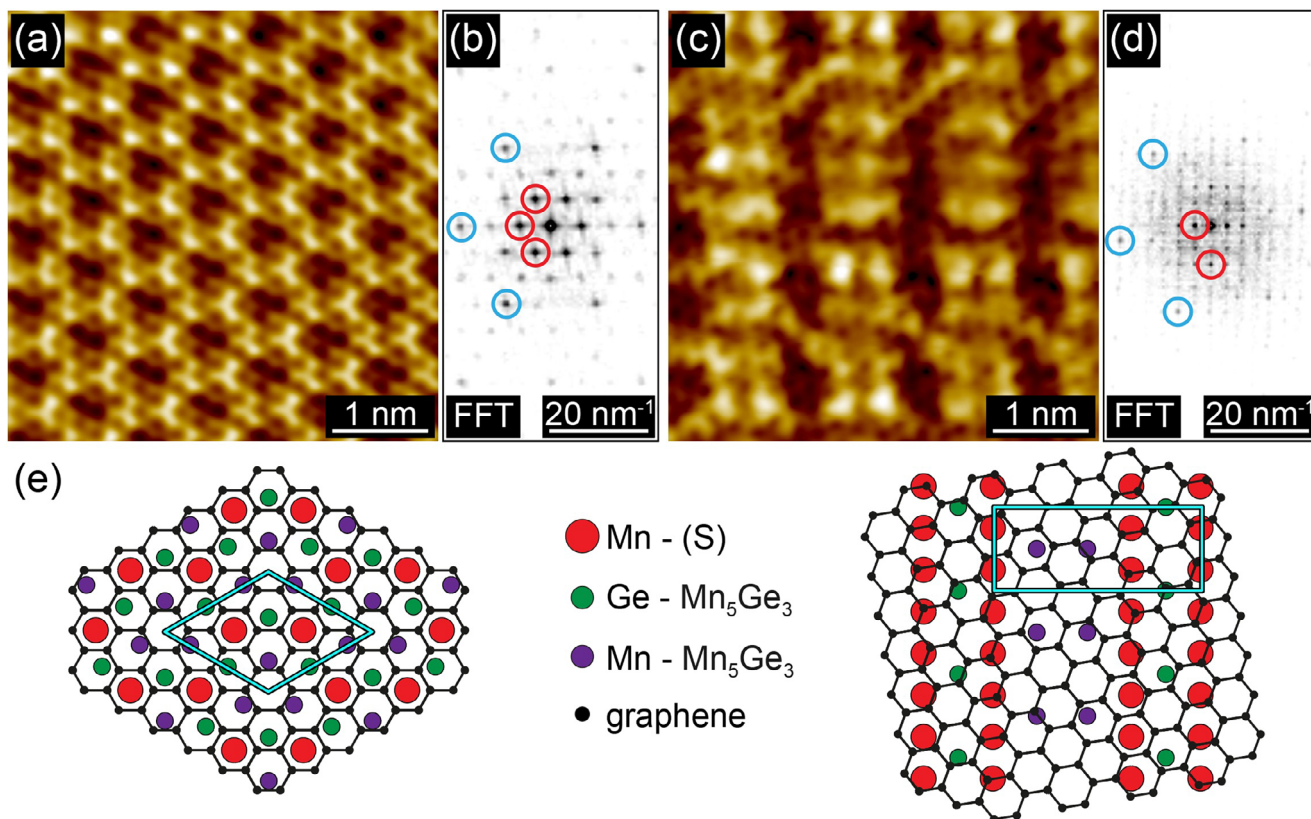 (a)
(b)
(c)
(d)
1 nm
FFT
20 nm⁻¹
1 nm
FFT
20 nm⁻¹
(e)
Mn - (S)
Ge - Mn₅Ge₃
Mn - Mn₅Ge₃
graphene